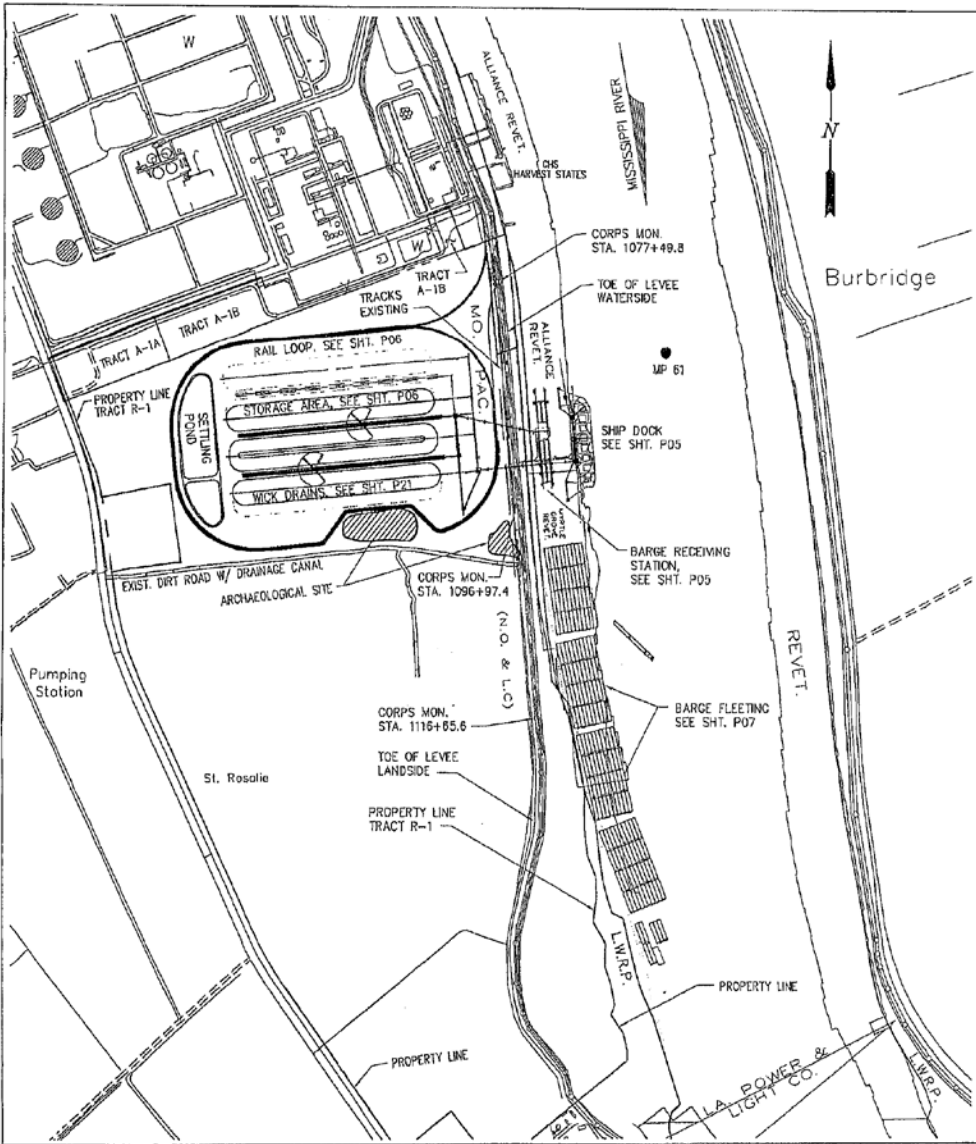 W
ALLIANCE REVET.
MISSISSIPPI RIVER
N
CHS
HARVEST STATES
CORPS MON.
STA. 1077+49.8
W
TRACT
A-1B
TOE OF LEVEE
WATERSIDE
Burbridge
TRACKS
EXISTING
MO. PAC.
TRACT A-1A
TRACT A-1B
ALLIANCE
REVET.
RAIL LOOP, SEE SHT. P06
MP 61
PROPERTY LINE
TRACT R-1
STORAGE AREA, SEE SHT. P06
SETTLING
POND
SHIP DOCK
SEE SHT. P05
WICK DRAINS, SEE SHT. P21
MYRTLE
GROVE
REVET.
BARGE RECEIVING
STATION,
SEE SHT. P05
EXIST. DIRT ROAD W/ DRAINAGE CANAL
ARCHAEOLOGICAL SITE
CORPS MON.
STA. 1096+97.4
(N.O. & L.C)
REVET.
Pumping
Station
CORPS MON.
STA. 1116+65.6
BARGE FLEETING
SEE SHT. P07
St. Rosalie
TOE OF LEVEE
LANDSIDE
PROPERTY LINE
TRACT R-1
L.W.R.P.
PROPERTY LINE
PROPERTY LINE
LA. POWER &
LIGHT CO.
L.W.R.P.